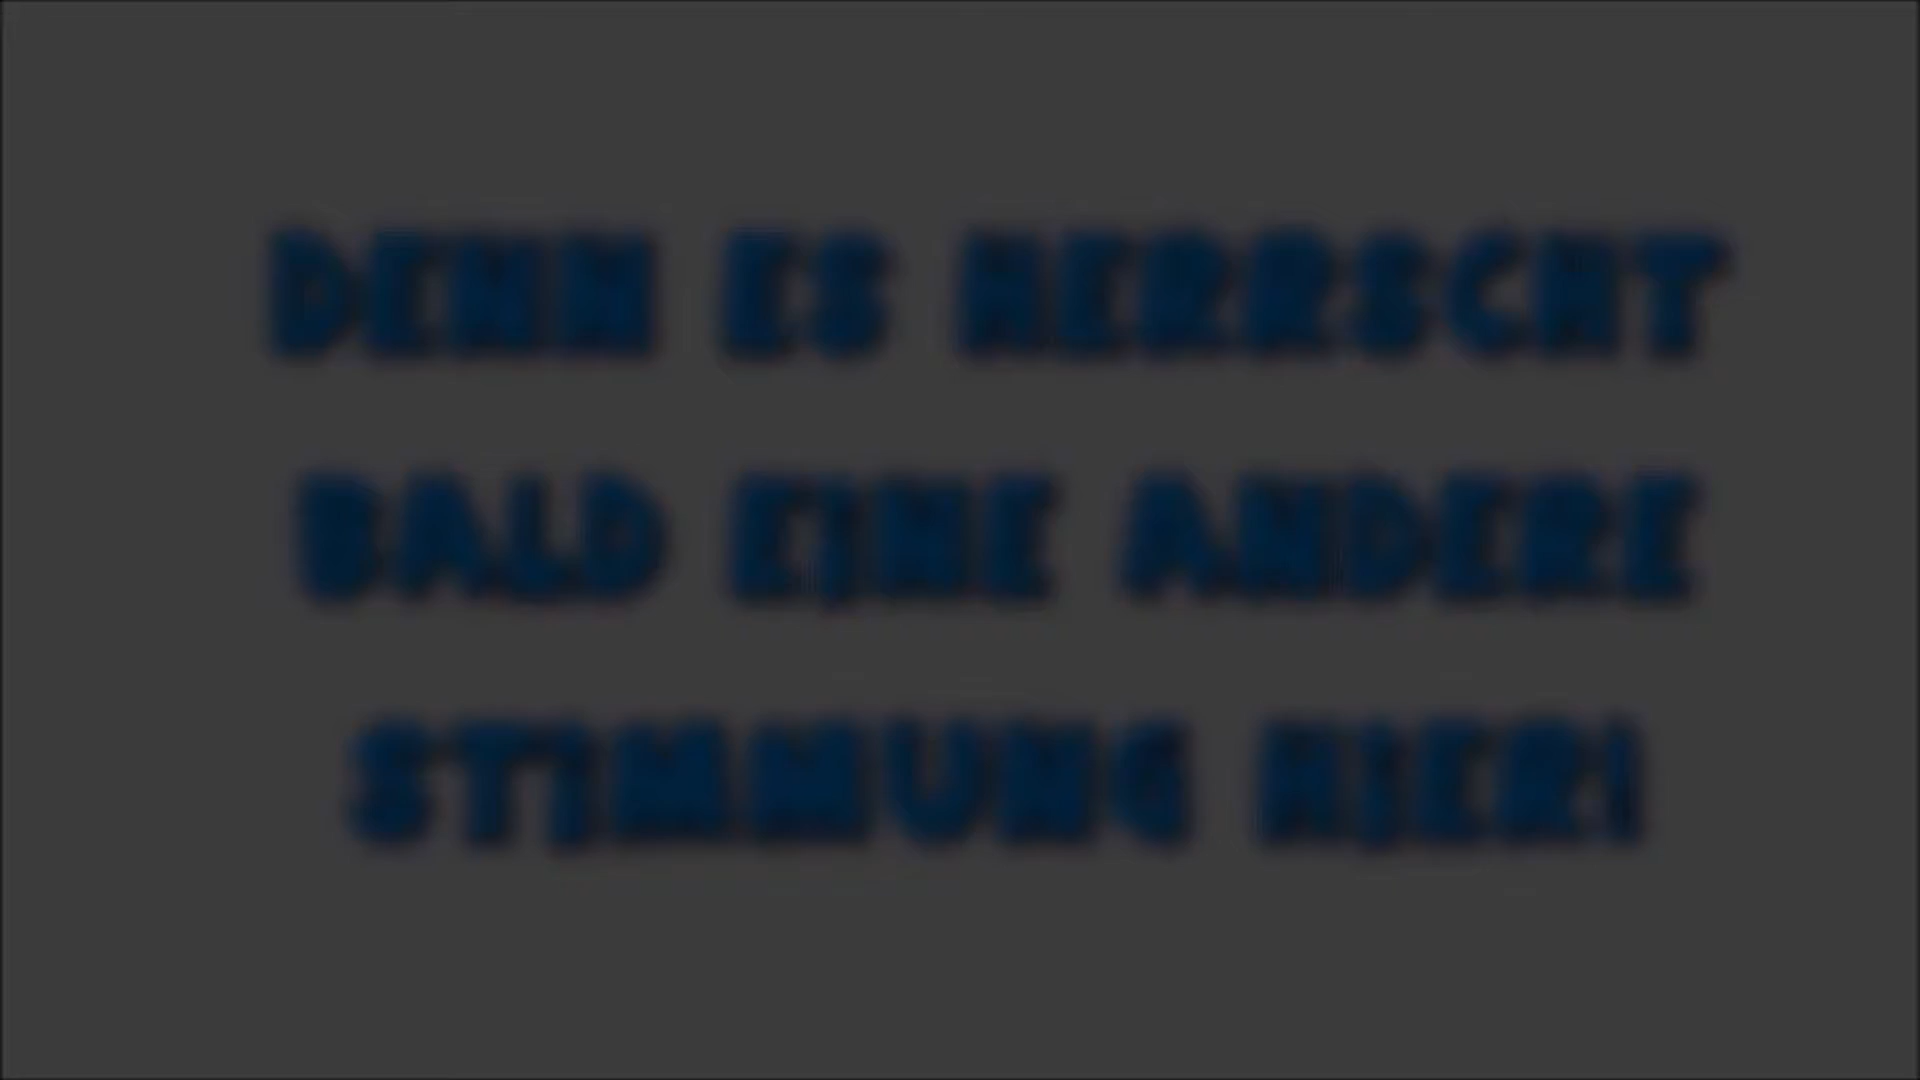 DENN ES HERRSCHT
BALD EINE ANDERE
STIMMUNG HIER!